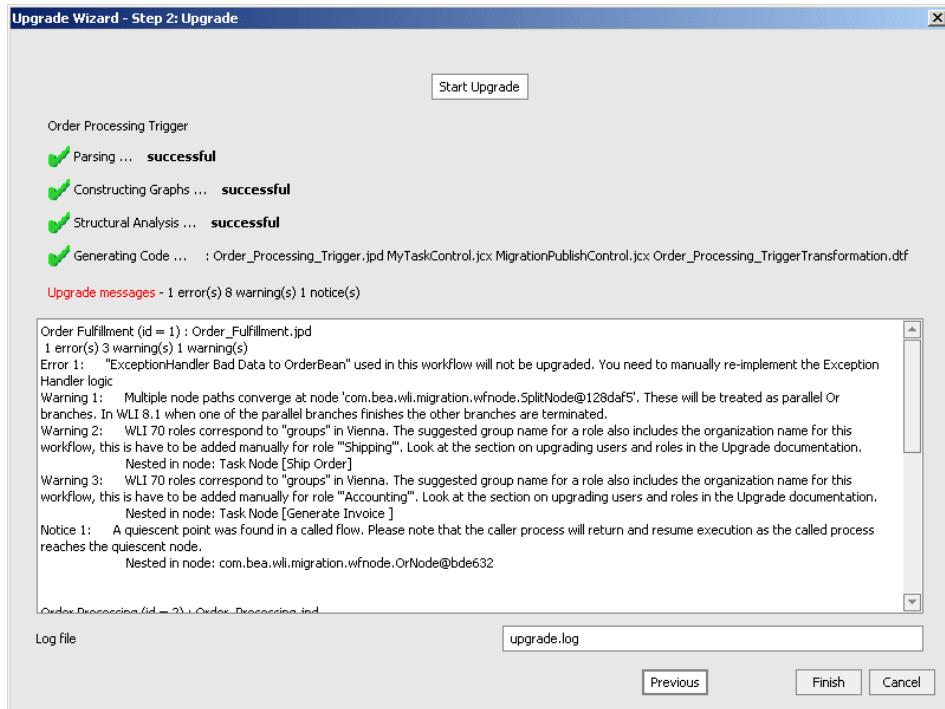 Upgrade Wizard - Step 2: Upgrade
Start Upgrade
Order Processing Trigger
Parsing ... successful
Constructing Graphs ... successful
Structural Analysis ... successful
Generating Code ... : Order_Processing_Trigger.jpd MyTaskControl.jcx MigrationPublishControl.jcx Order_Processing_TriggerTransformation.dtf
Upgrade messages - 1 error(s) 8 warning(s) 1 notice(s)
Order Fulfillment (id = 1) : Order_Fulfillment.jpd
1 error(s) 3 warning(s) 1 warning(s)
Error 1: "ExceptionHandler Bad Data to OrderBean" used in this workflow will not be upgraded. You need to manually re-implement the Exception
Handler logic
Warning 1: Multiple node paths converge at node 'com.bea.wli.migration.wfnode.SplitNode@128daf5'. These will be treated as parallel Or
branches. In WLI 8.1 when one of the parallel branches finishes the other branches are terminated.
Warning 2: WLI 70 roles correspond to "groups" in Vienna. The suggested group name for a role also includes the organization name for this
workflow, this is have to be added manually for role '"Shipping"'. Look at the section on upgrading users and roles in the Upgrade documentation.
Nested in node: Task Node [Ship Order]
Warning 3: WLI 70 roles correspond to "groups" in Vienna. The suggested group name for a role also includes the organization name for this
workflow, this is have to be added manually for role '"Accounting"'. Look at the section on upgrading users and roles in the Upgrade documentation.
Nested in node: Task Node [Generate Invoice ]
Notice 1: A quiescent point was found in a called flow. Please note that the caller process will return and resume execution as the called process
reaches the quiescent node.
Nested in node: com.bea.wli.migration.wfnode.OrNode@bde632
Order Processing (id = 2) : Order_Processing.jpd
Log file
upgrade.log
Previous
Finish
Cancel